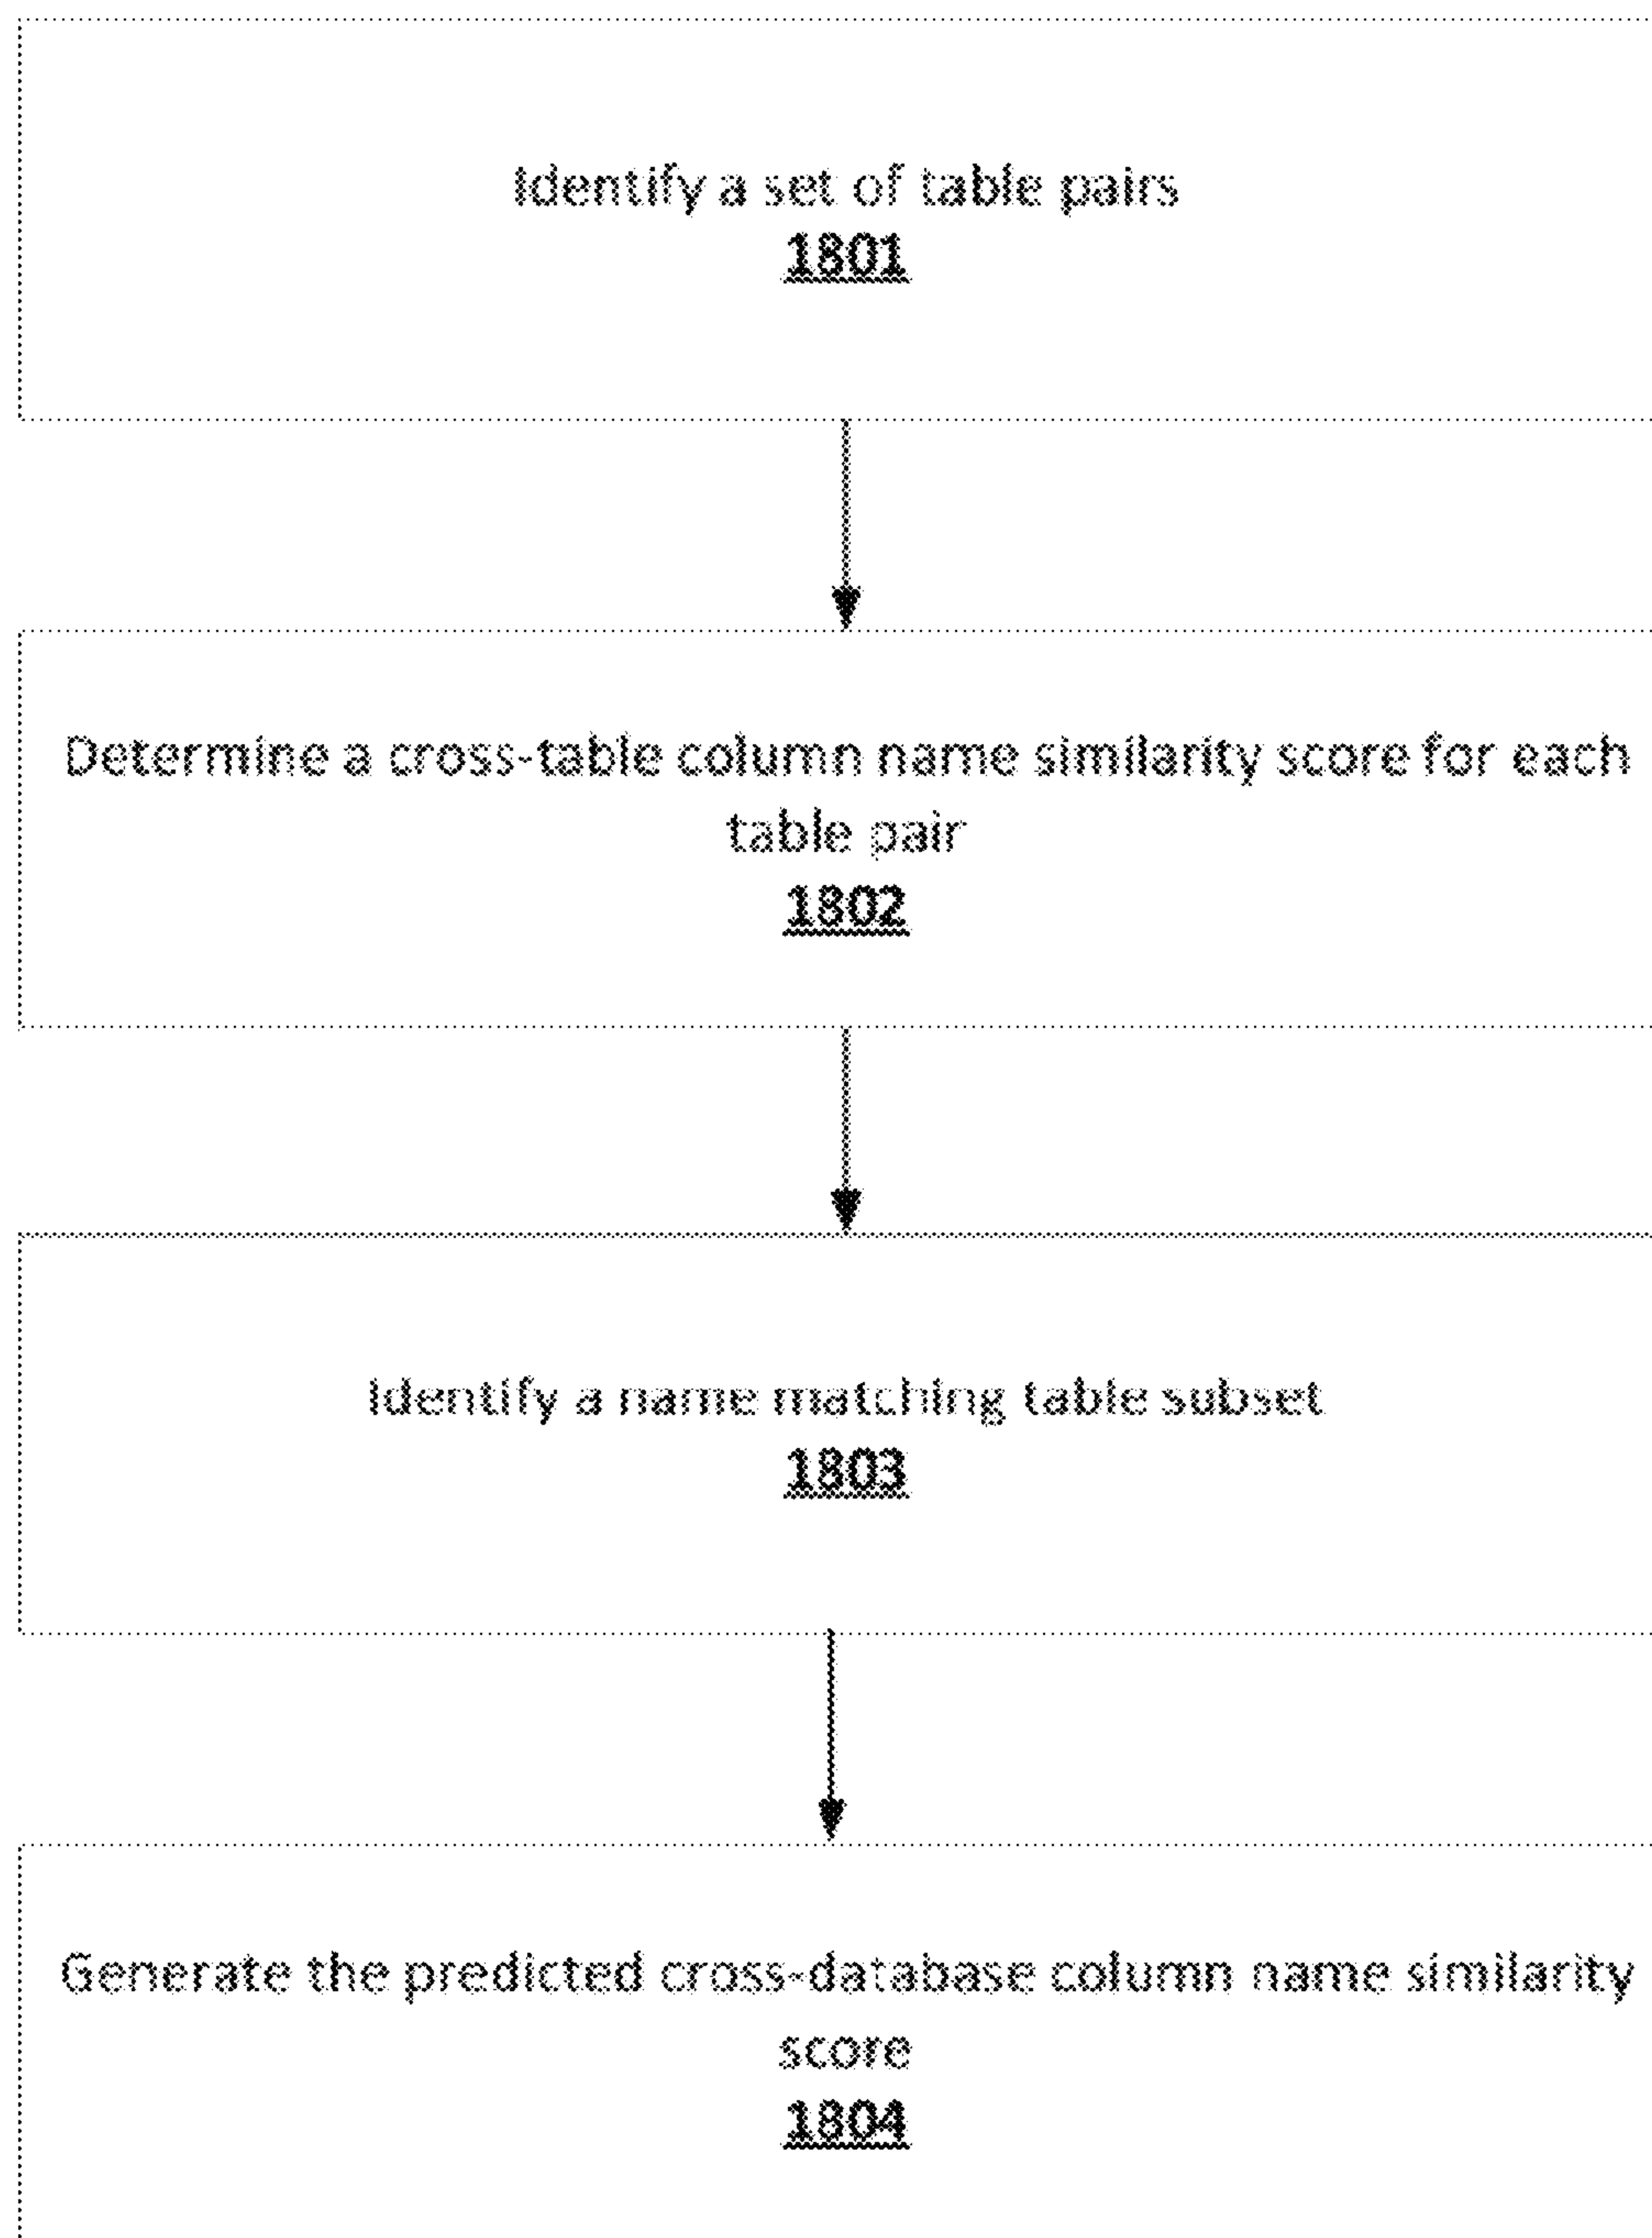 Identify a set of table pairs
1801
Determine a cross-table column name similarity score for each
table pair
1802
Identify a name matching table subset
1803
Generate the predicted cross-database column name similarity
score
1804